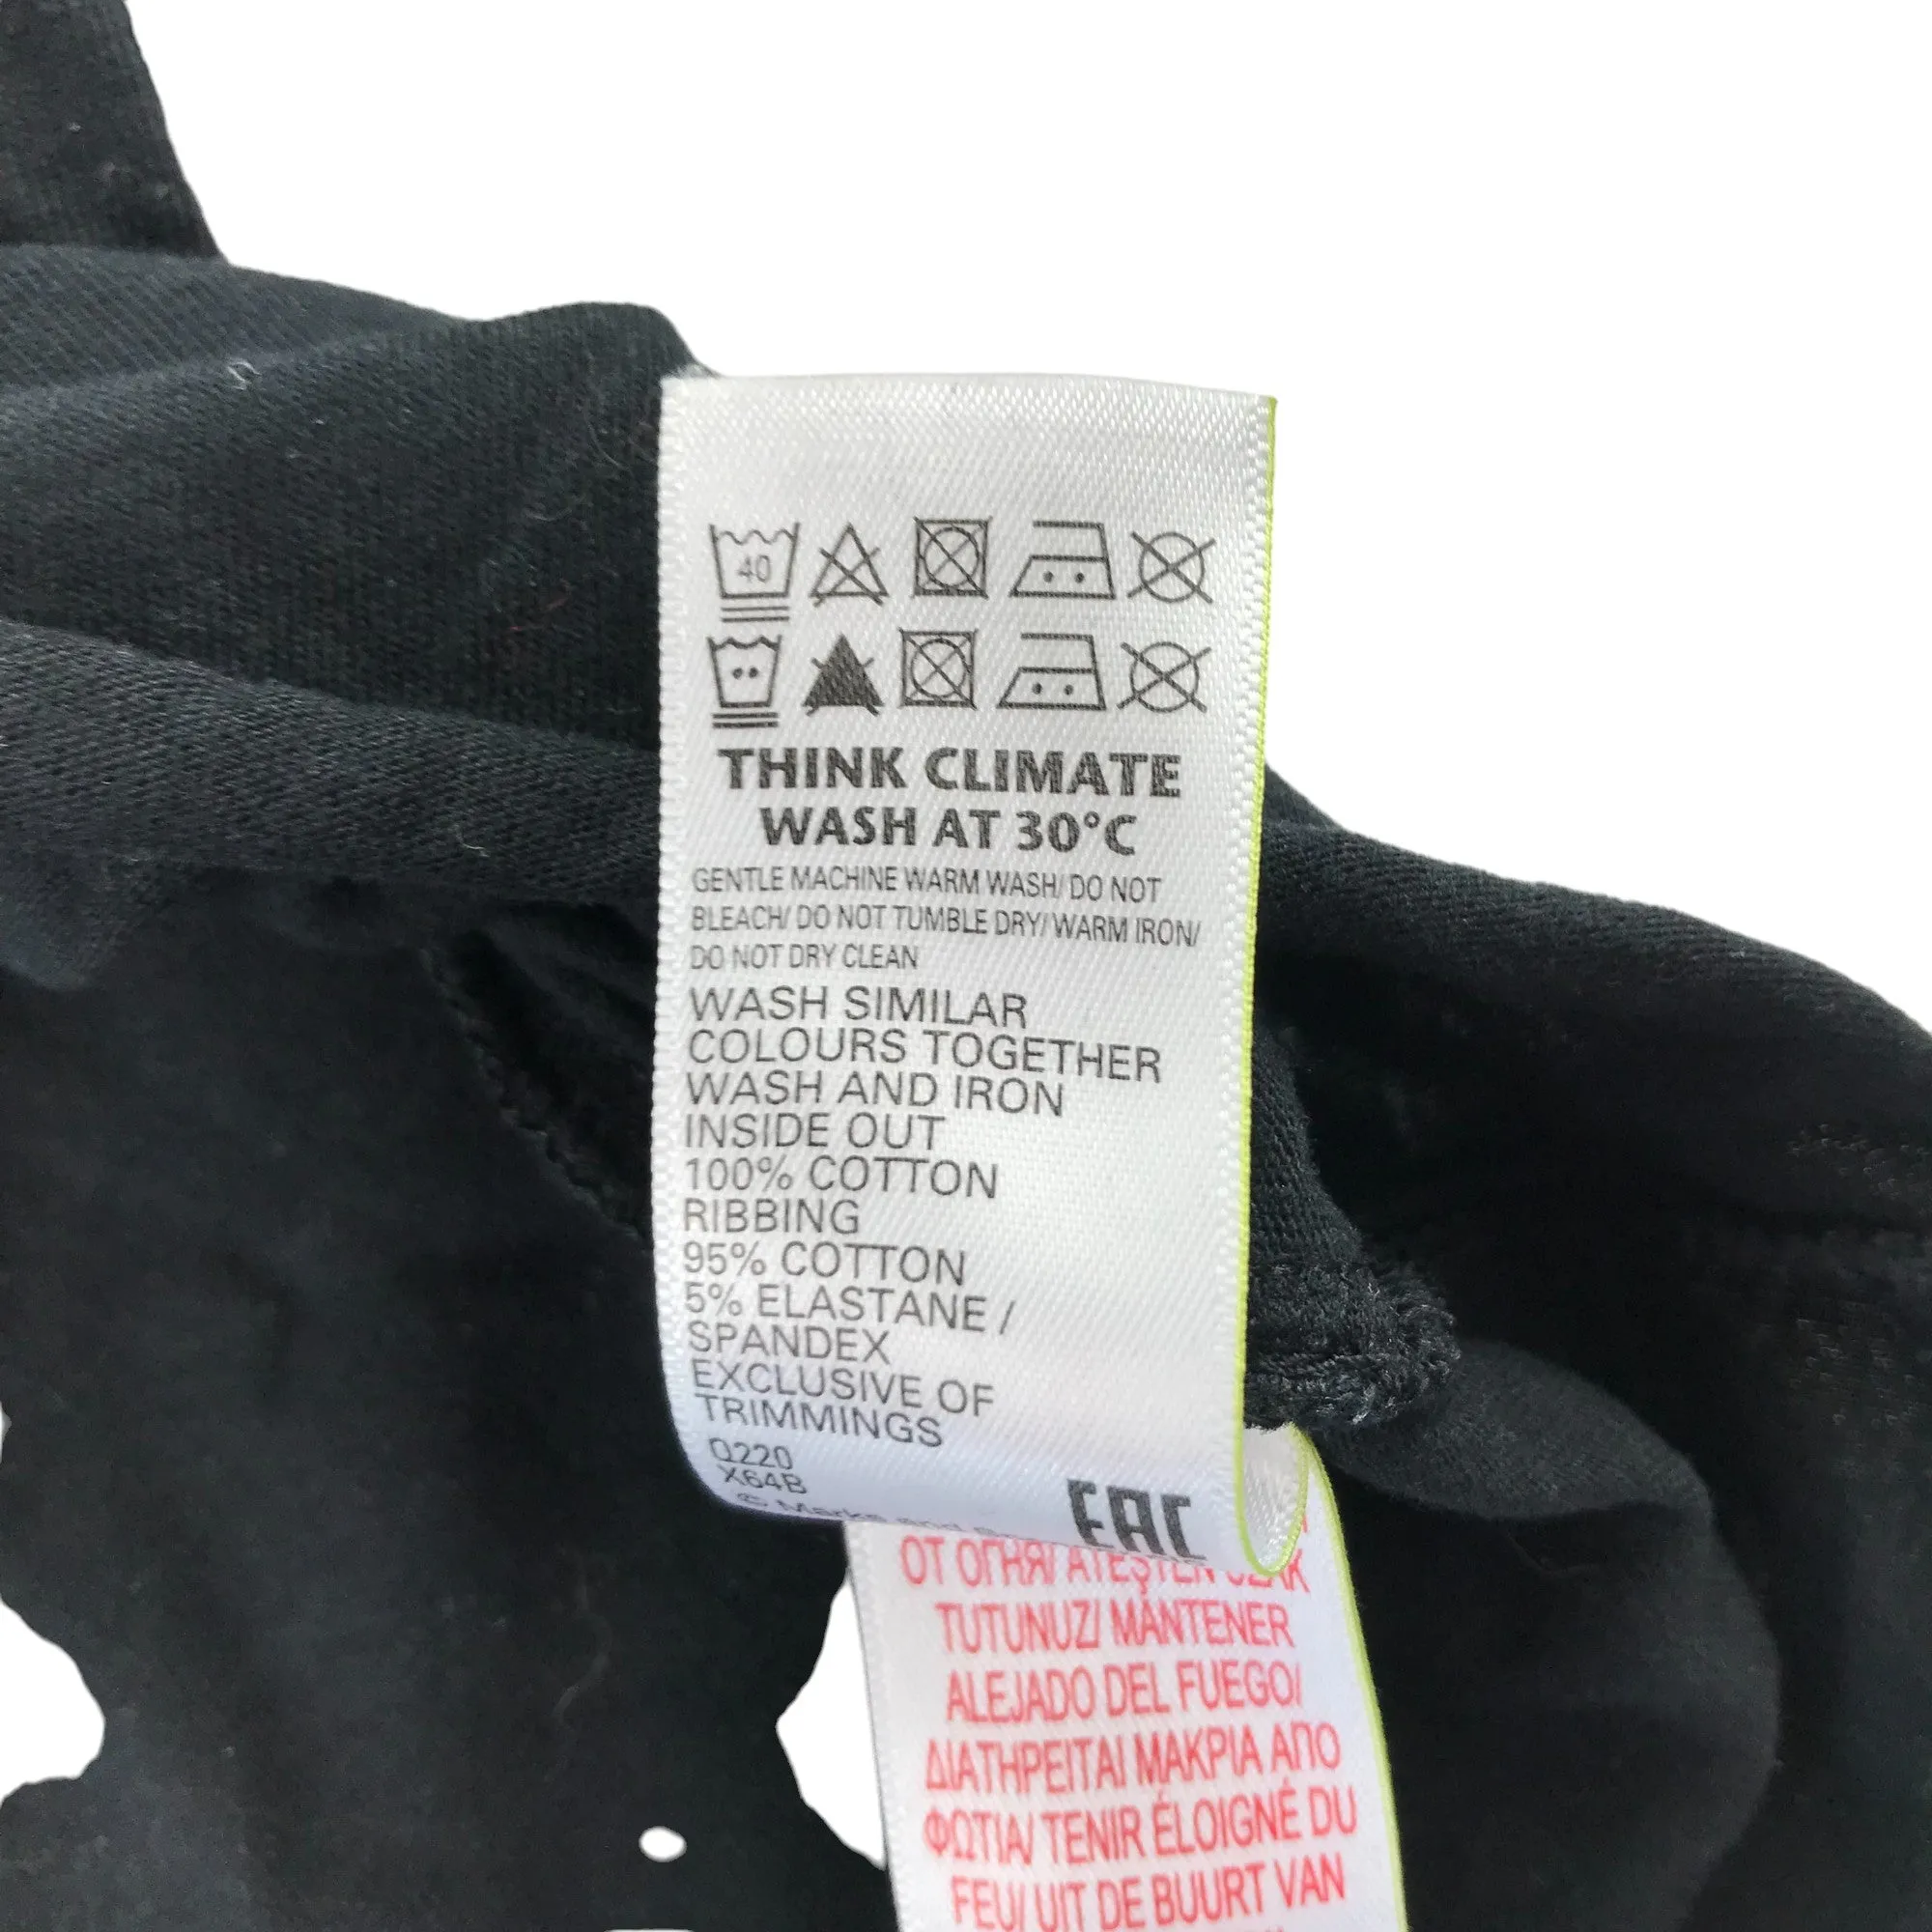 40
THINK CLIMATE
WASH AT 30°C
GENTLE MACHINE WARM WASH/ DO NOT
BLEACH/ DO NOT TUMBLE DRY/ WARM IRON/
DO NOT DRY CLEAN
WASH SIMILAR
COLOURS TOGETHER
WASH AND IRON
INSIDE OUT
100% COTTON
RIBBING
95% COTTON
5% ELASTANE /
SPANDEX
EXCLUSIVE OF
TRIMMINGS
Q220
X64B
© Marks and
EAC
ОТ ОГНЯ/ ATEŞTEN UZAK
TUTUNUZ/ MANTENER
ALEJADO DEL FUEGO/
ΔΙΑΤΗΡΕΙΤΑΙ ΜΑΚΡΙΑ ΑΠΟ
ΦΩΤΙΑ/ TENIR ÉLOIGNÉ DU
FEU/ UIT DE BUURT VAN